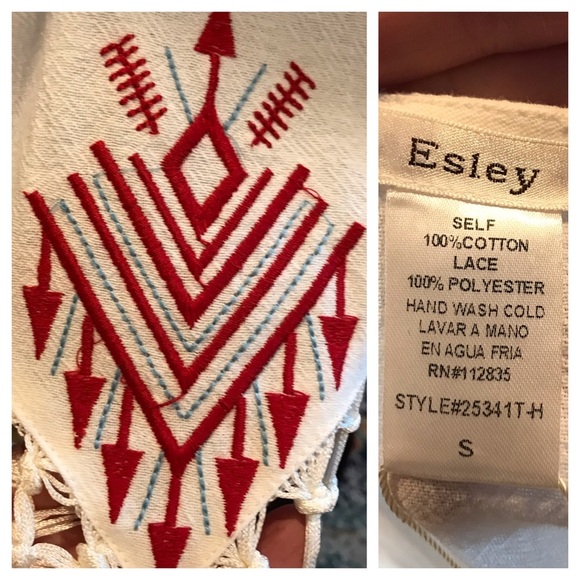 Esley
SELF
100%COTTON
LACE
100% POLYESTER
HAND WASH COLD
LAVAR A MANO
EN AGUA FRIA
RN#112835
STYLE#25341T-H
S